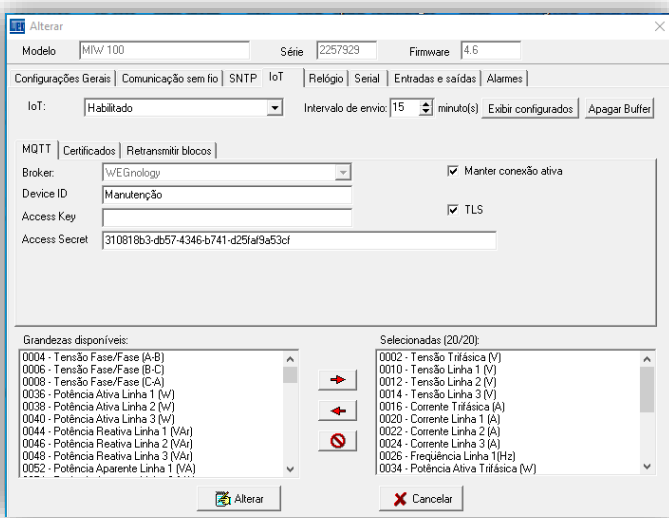 Alterar
Modelo MIW 100 Série 2257929 Firmware 4.6
Configurações Gerais Comunicação sem fio SNTP IoT Relógio Serial Entradas e saídas Alarmes
IoT: Habilitado Intervalo de envio: 15 minuto(s) Exibir configurados Apagar Buffer
MQTT Certificados Retransmitir blocos
Broker: WEGnology Manter conexão ativa
Device ID Manutenção
Access Key TLS
Access Secret 310818b3-db57-4346-b741-d25faf9a53cf
Grandezas disponíveis:
0004 - Tensão Fase/Fase (A-B)
0006 - Tensão Fase/Fase (B-C)
0008 - Tensão Fase/Fase (C-A)
0036 - Potência Ativa Linha 1 (W)
0038 - Potência Ativa Linha 2 (W)
0040 - Potência Ativa Linha 3 (W)
0044 - Potência Reativa Linha 1 (VAr)
0046 - Potência Reativa Linha 2 (VAr)
0048 - Potência Reativa Linha 3 (VAr)
0052 - Potência Aparente Linha 1 (VA)
Selecionadas (20/20):
0002 - Tensão Trifásica (V)
0010 - Tensão Linha 1 (V)
0012 - Tensão Linha 2 (V)
0014 - Tensão Linha 3 (V)
0016 - Corrente Trifásica (A)
0020 - Corrente Linha 1 (A)
0022 - Corrente Linha 2 (A)
0024 - Corrente Linha 3 (A)
0026 - Freqüência Linha 1(Hz)
0034 - Potência Ativa Trifásica (W)
Alterar Cancelar